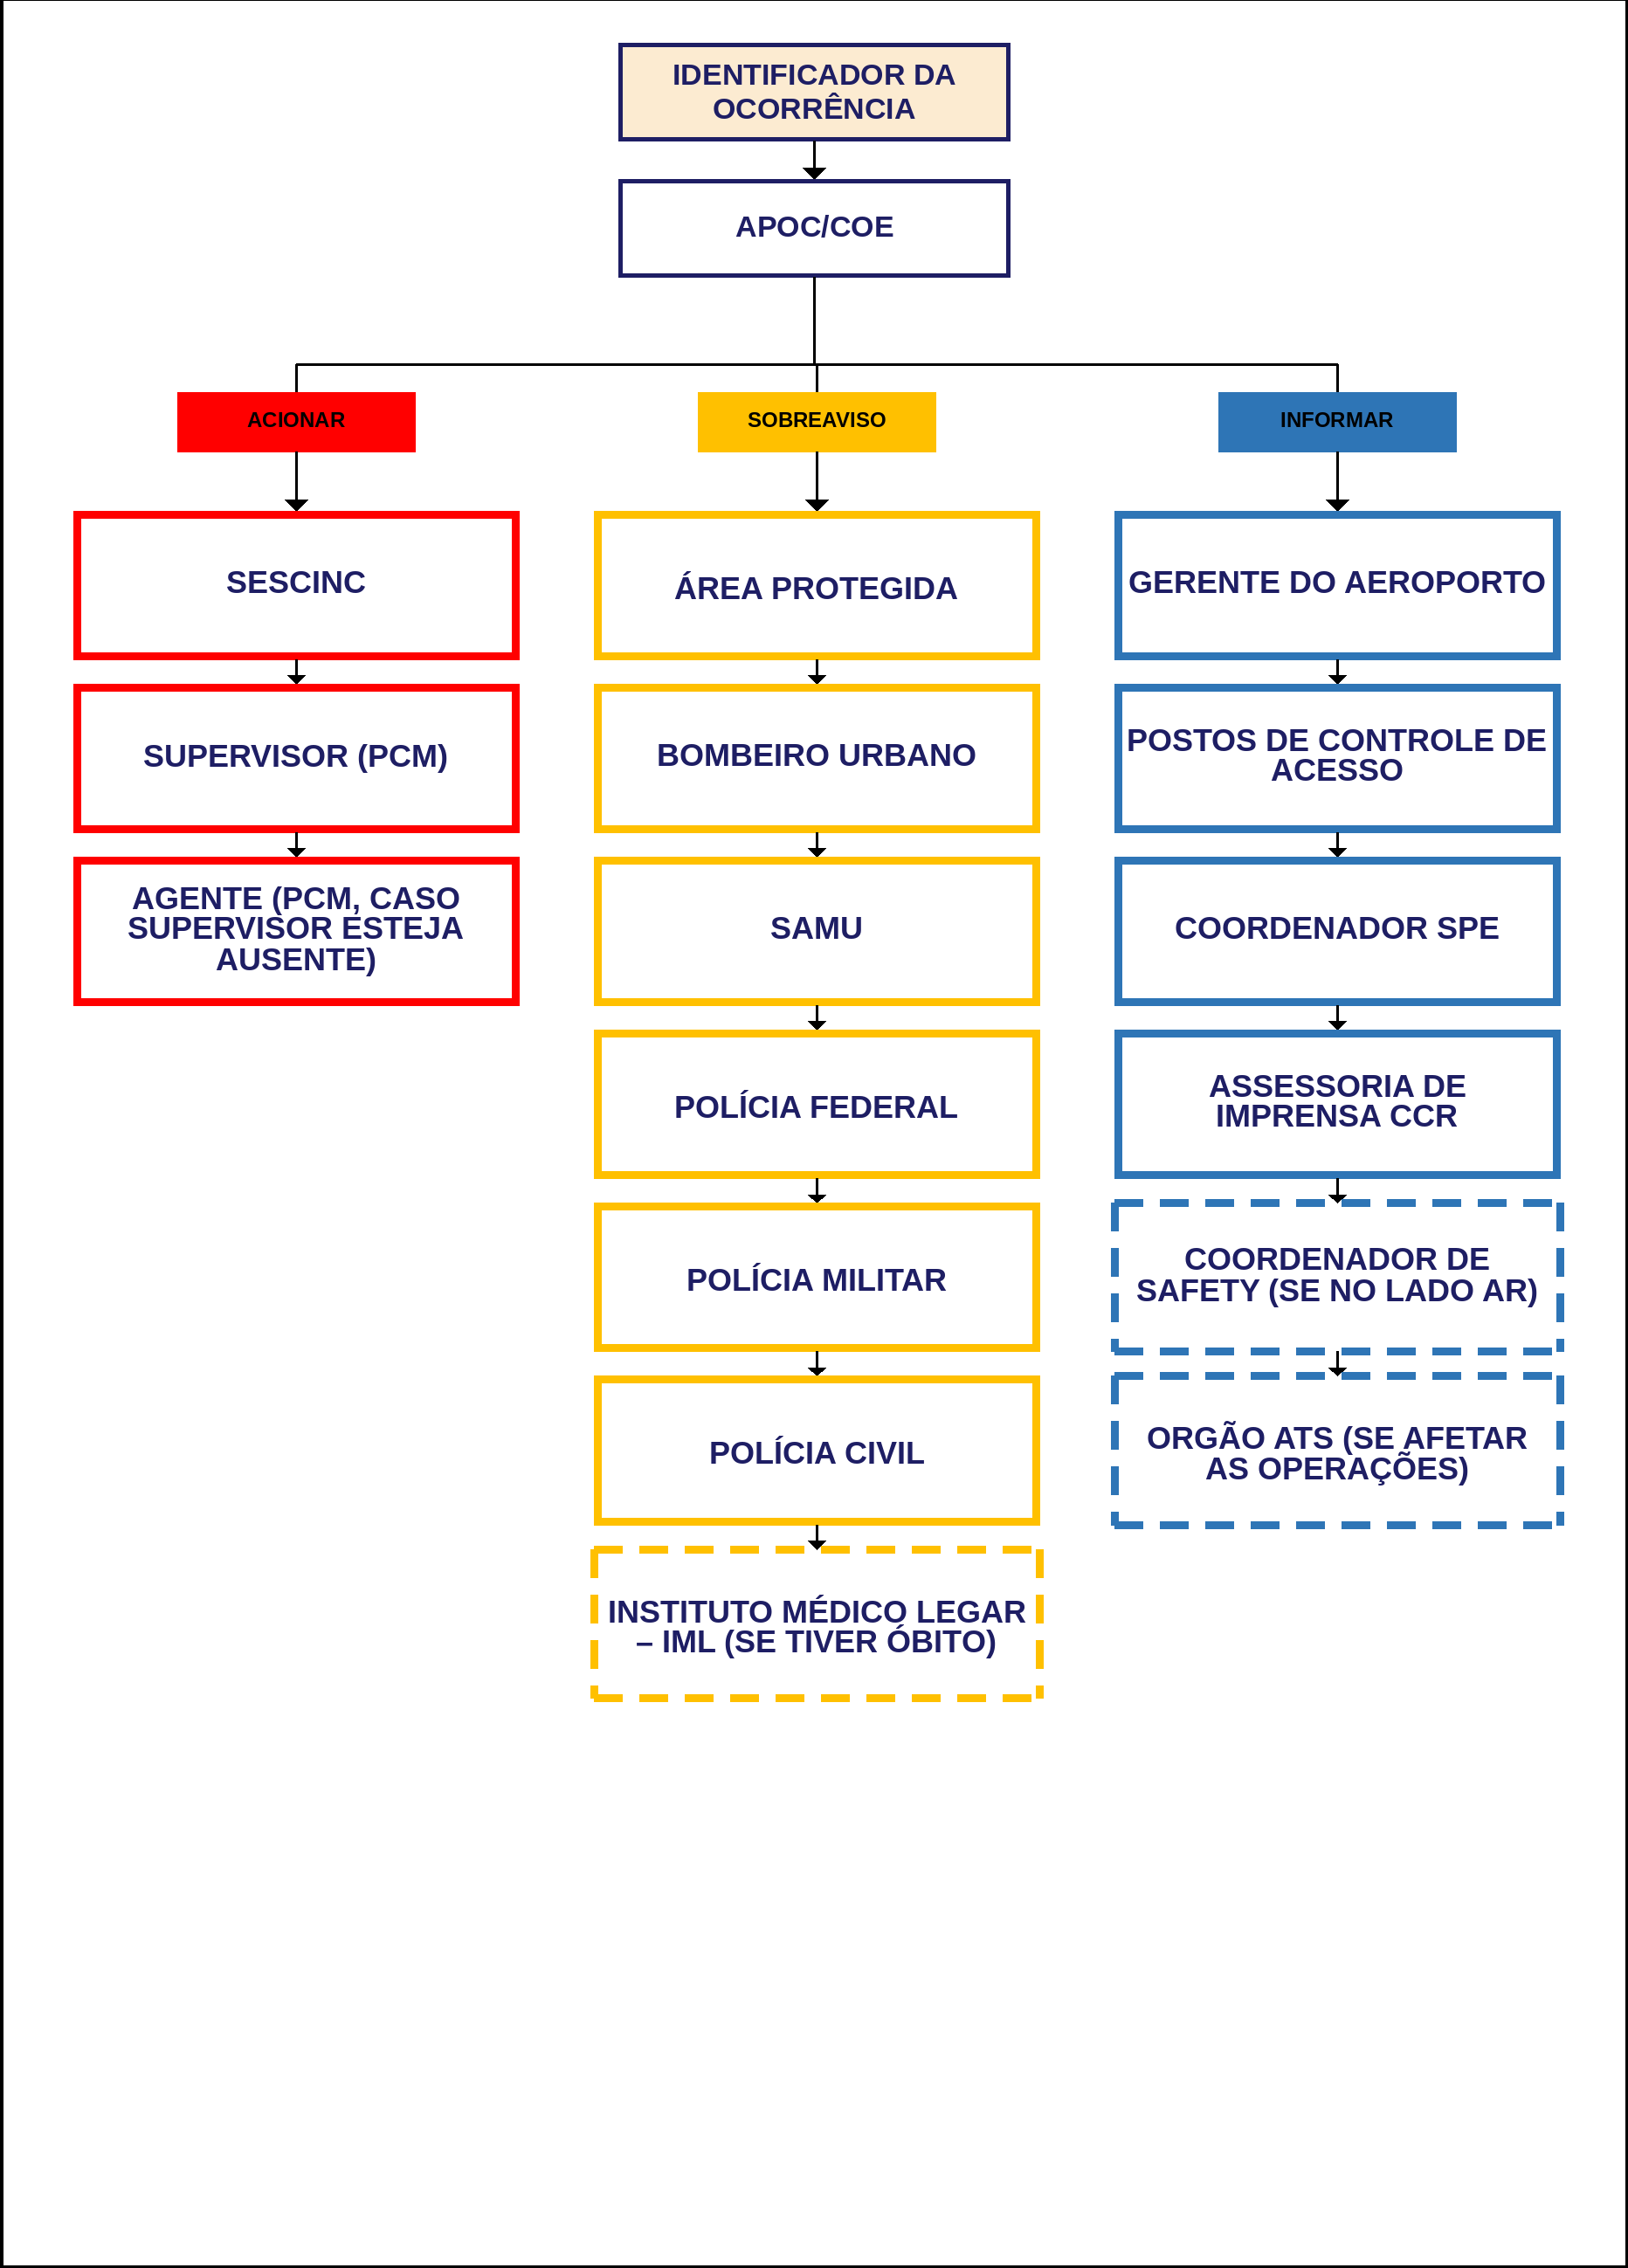 IDENTIFICADOR DA
OCORRÊNCIA
APOC/COE
ACIONAR
SESCINC
SUPERVISOR (PCM)
AGENTE (PCM, CASO
SUPERVISOR ESTEJA
AUSENTE)
SOBREAVISO
ÁREA PROTEGIDA
BOMBEIRO URBANO
SAMU
POLÍCIA FEDERAL
POLÍCIA MILITAR
POLÍCIA CIVIL
INSTITUTO MÉDICO LEGAR
– IML (SE TIVER ÓBITO)
INFORMAR
GERENTE DO AEROPORTO
POSTOS DE CONTROLE DE
ACESSO
COORDENADOR SPE
ASSESSORIA DE
IMPRENSA CCR
COORDENADOR DE
SAFETY (SE NO LADO AR)
ORGÃO ATS (SE AFETAR
AS OPERAÇÕES)